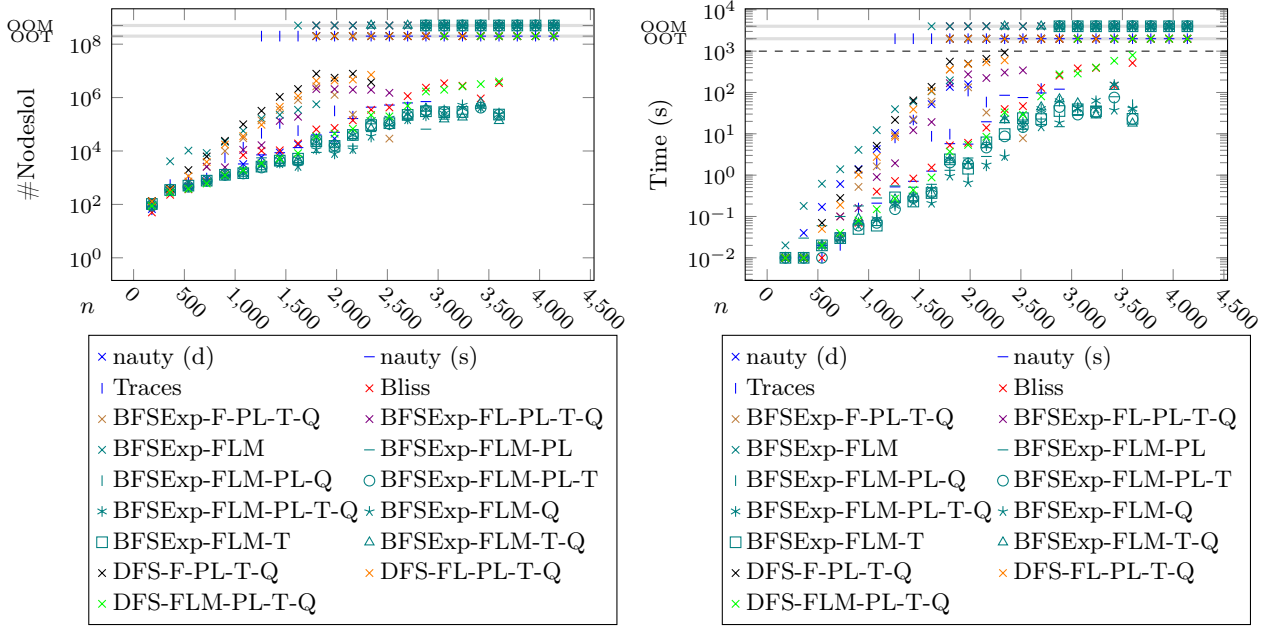 OOM
OOT
10^8
10^6
10^4
10^2
10^0
#Nodeslol
n
0
500
1,000
1,500
2,000
2,500
3,000
3,500
4,000
4,500
nauty (d) nauty (s)
Traces Bliss
BFSExp-F-PL-T-Q BFSExp-FL-PL-T-Q
BFSExp-FLM BFSExp-FLM-PL
BFSExp-FLM-PL-Q BFSExp-FLM-PL-T
BFSExp-FLM-PL-T-Q BFSExp-FLM-Q
BFSExp-FLM-T BFSExp-FLM-T-Q
DFS-F-PL-T-Q DFS-FL-PL-T-Q
DFS-FLM-PL-T-Q
10^4
OOM
OOT
10^3
10^2
10^1
10^0
10^−1
10^−2
Time (s)
n
0
500
1,000
1,500
2,000
2,500
3,000
3,500
4,000
4,500
nauty (d) nauty (s)
Traces Bliss
BFSExp-F-PL-T-Q BFSExp-FL-PL-T-Q
BFSExp-FLM BFSExp-FLM-PL
BFSExp-FLM-PL-Q BFSExp-FLM-PL-T
BFSExp-FLM-PL-T-Q BFSExp-FLM-Q
BFSExp-FLM-T BFSExp-FLM-T-Q
DFS-F-PL-T-Q DFS-FL-PL-T-Q
DFS-FLM-PL-T-Q